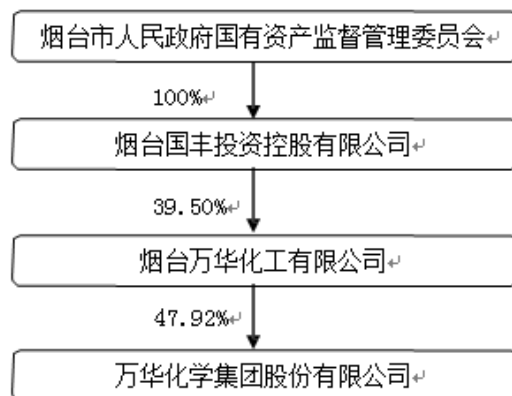 烟台市人民政府国有资产监督管理委员会
100%
烟台国丰投资控股有限公司
39.50%
烟台万华化工有限公司
47.92%
万华化学集团股份有限公司